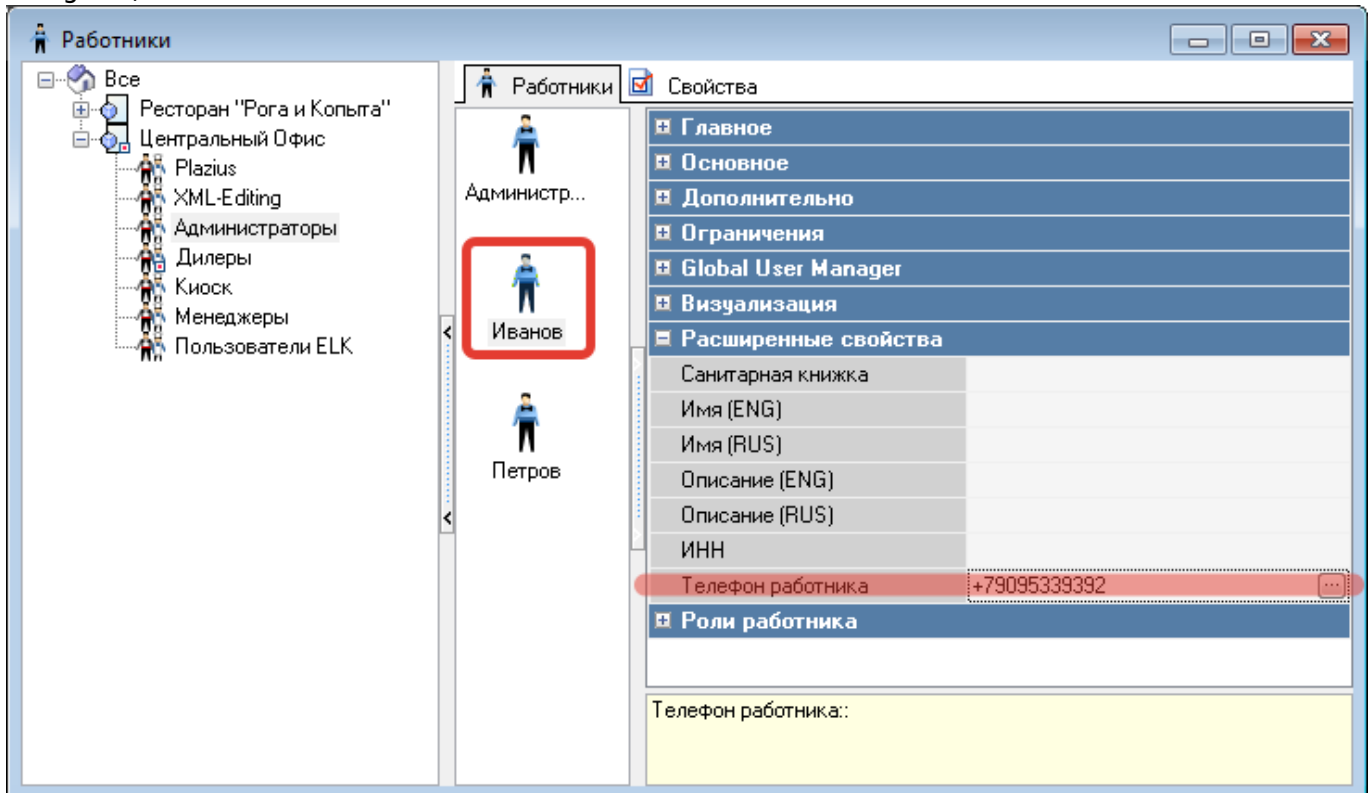 Работники
Все
Ресторан "Рога и Копыта"
Центральный Офис
Plazius
XML-Editing
Администраторы
Дилеры
Киоск
Менеджеры
Пользователи ELK
Работники
Свойства
Администр...
Иванов
Петров
Главное
Основное
Дополнительно
Ограничения
Global User Manager
Визуализация
Расширенные свойства
Санитарная книжка
Имя (ENG)
Имя (RUS)
Описание (ENG)
Описание (RUS)
ИНН
Телефон работника +79095339392
Роли работника
Телефон работника::